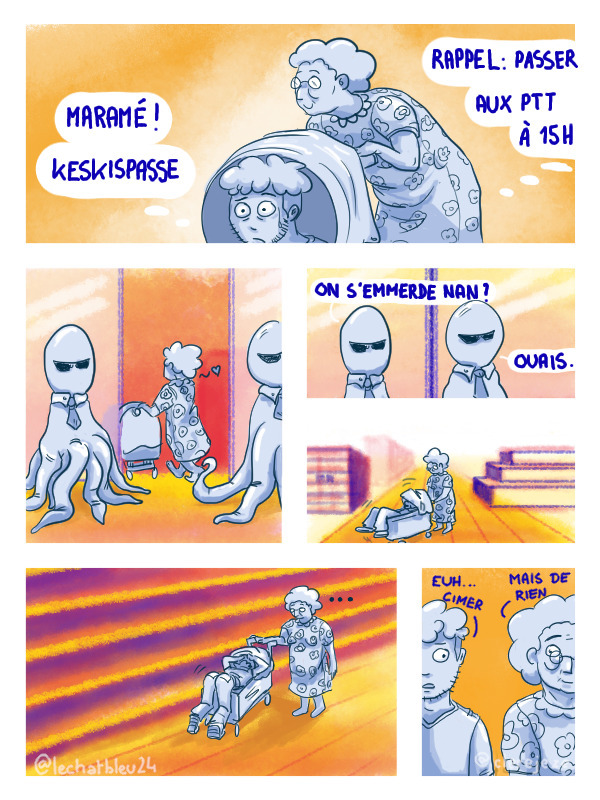 MARAMÉ !
KESKISPASSE
RAPPEL : PASSER
AUX PTT
À 15H
ON S'EMMERDE NAN ?
OUAIS.
...
EUH...
CIMER
MAIS DE
RIEN
@lechatbleu24